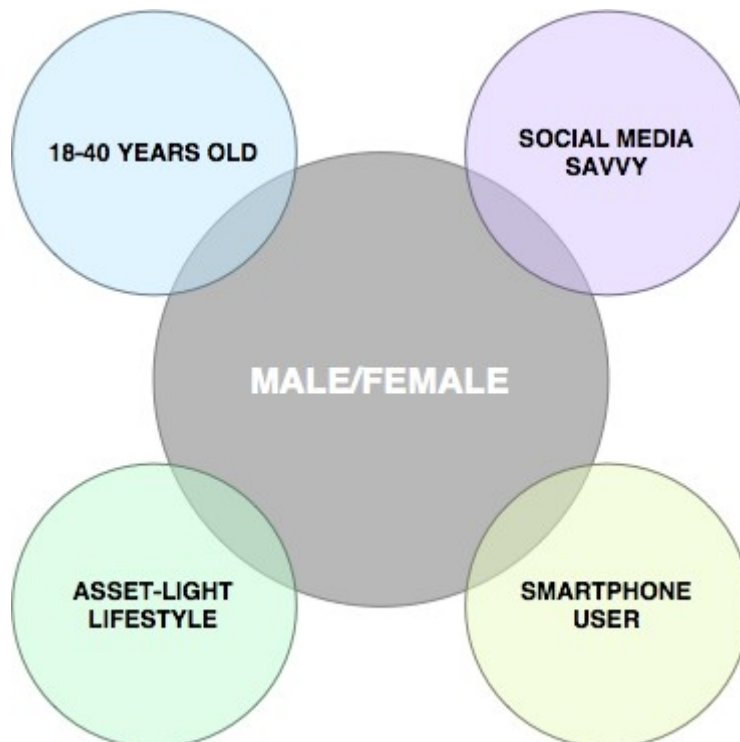 18-40 YEARS OLD
SOCIAL MEDIA
SAVVY
MALE/FEMALE
ASSET-LIGHT
LIFESTYLE
SMARTPHONE
USER